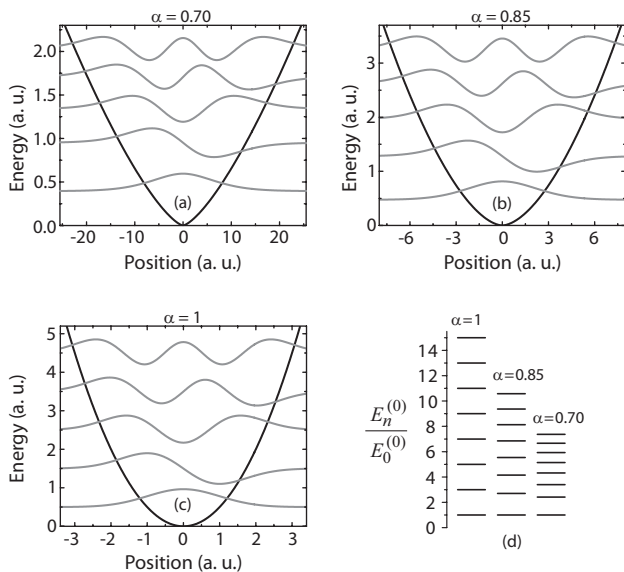 α = 0.70
Energy (a. u.)
2.0
1.5
1.0
0.5
0.0
(a)
-20 -10 0 10 20
Position (a. u.)
α = 0.85
Energy (a. u.)
3
2
1
0
(b)
-6 -3 0 3 6
Position (a. u.)
α = 1
Energy (a. u.)
5
4
3
2
1
0
(c)
-3 -2 -1 0 1 2 3
Position (a. u.)
α=1
α=0.85
α=0.70
E_n^{(0)}
E_0^{(0)}
14
12
10
8
6
4
2
0
(d)